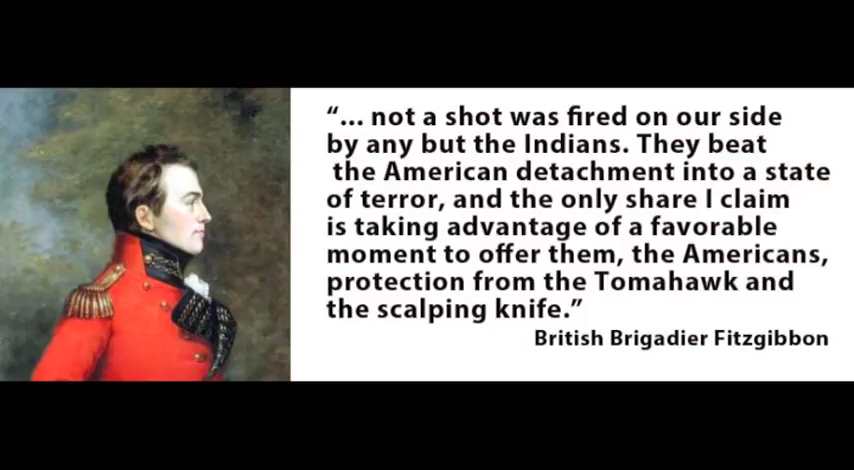 “... not a shot was fired on our side
by any but the Indians. They beat
the American detachment into a state
of terror, and the only share I claim
is taking advantage of a favorable
moment to offer them, the Americans,
protection from the Tomahawk and
the scalping knife.”
British Brigadier Fitzgibbon